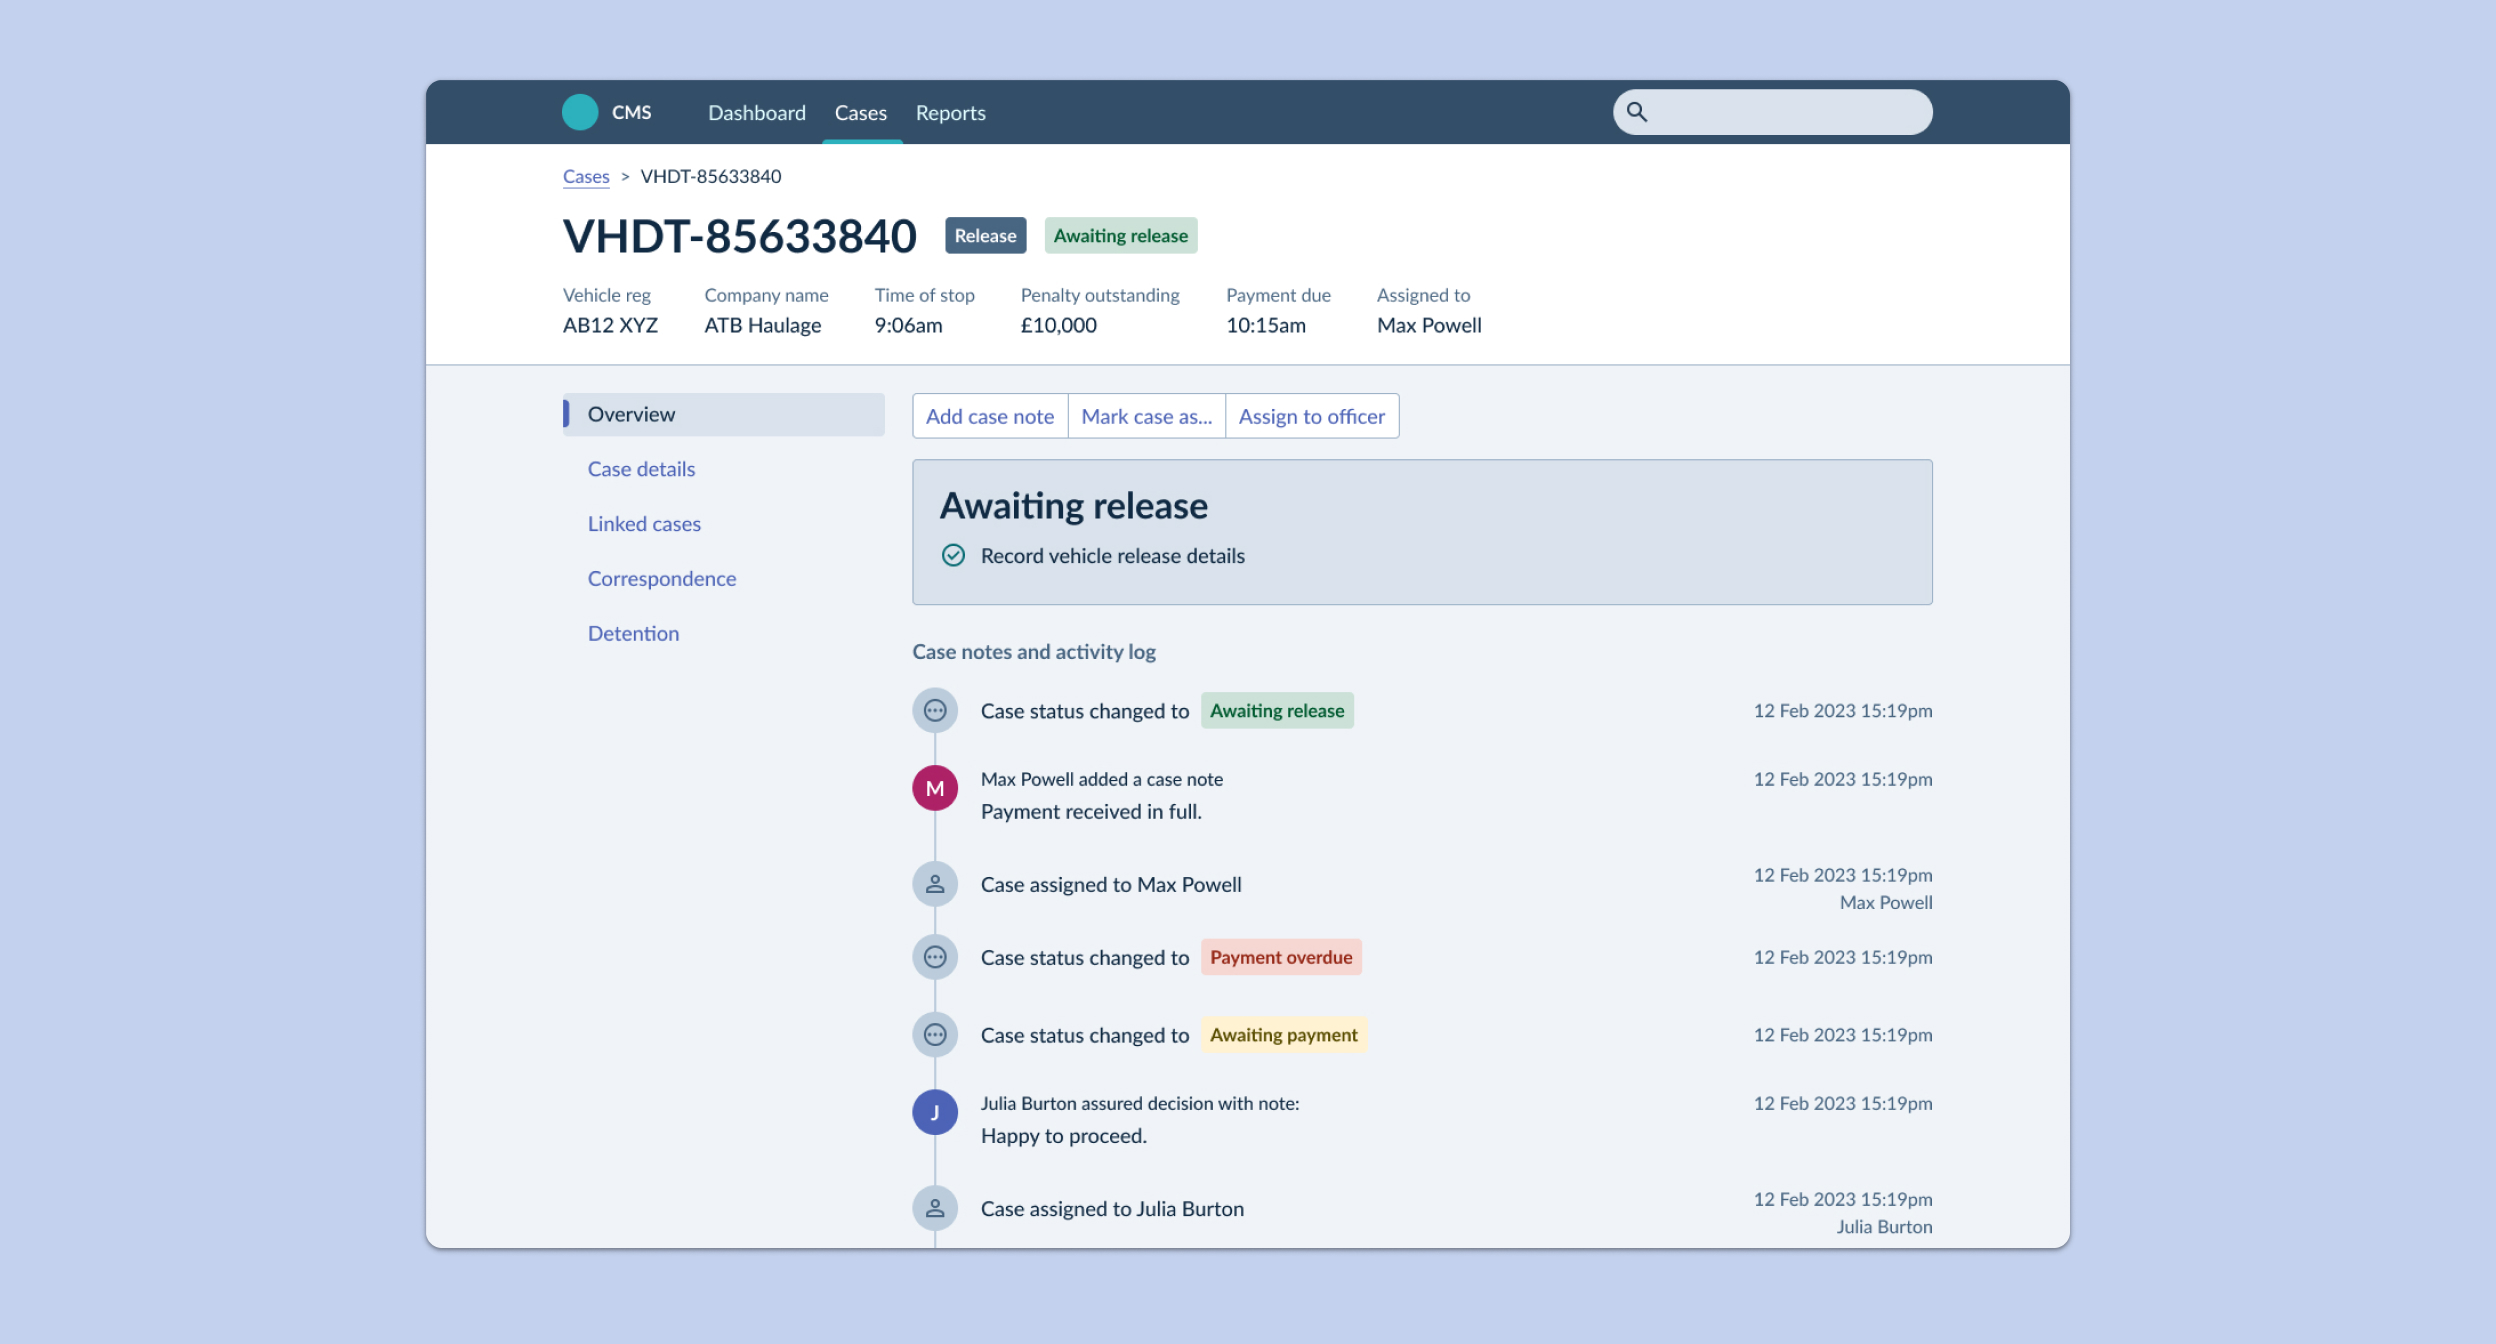 CMS Dashboard Cases Reports
Cases > VHDT-85633840
VHDT-85633840 Release Awaiting release
Vehicle reg Company name Time of stop Penalty outstanding Payment due Assigned to
AB12 XYZ ATB Haulage 9:06am £10,000 10:15am Max Powell
Overview
Case details
Linked cases
Correspondence
Detention
Add case note Mark case as... Assign to officer
Awaiting release
Record vehicle release details
Case notes and activity log
Case status changed to Awaiting release 12 Feb 2023 15:19pm
M Max Powell added a case note 12 Feb 2023 15:19pm
Payment received in full.
Case assigned to Max Powell 12 Feb 2023 15:19pm
Max Powell
Case status changed to Payment overdue 12 Feb 2023 15:19pm
Case status changed to Awaiting payment 12 Feb 2023 15:19pm
J Julia Burton assured decision with note: 12 Feb 2023 15:19pm
Happy to proceed.
Case assigned to Julia Burton 12 Feb 2023 15:19pm
Julia Burton